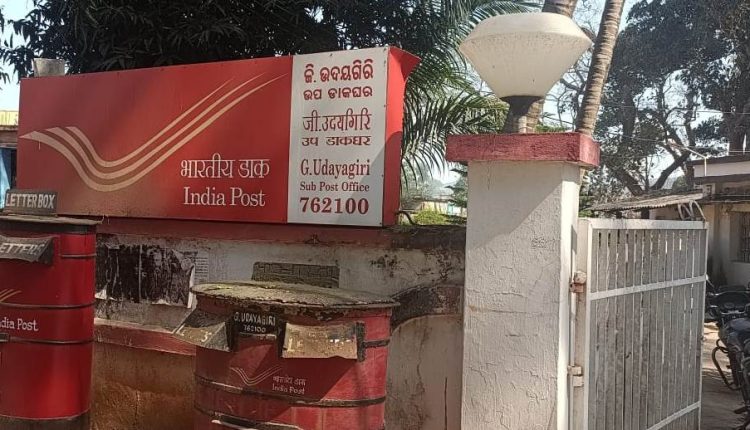 भारतीय डाक
India Post
ଜି. ଉଦୟଗିରି
ଉପ ଡାକଘର
जी.उदयगिरि
उप डाकघर
G.Udayagiri
Sub Post Office
762100
LETTER BOX
LETTERS
India Post
G.UDAYAGIRI
762100
भारतीय डाक
India Post